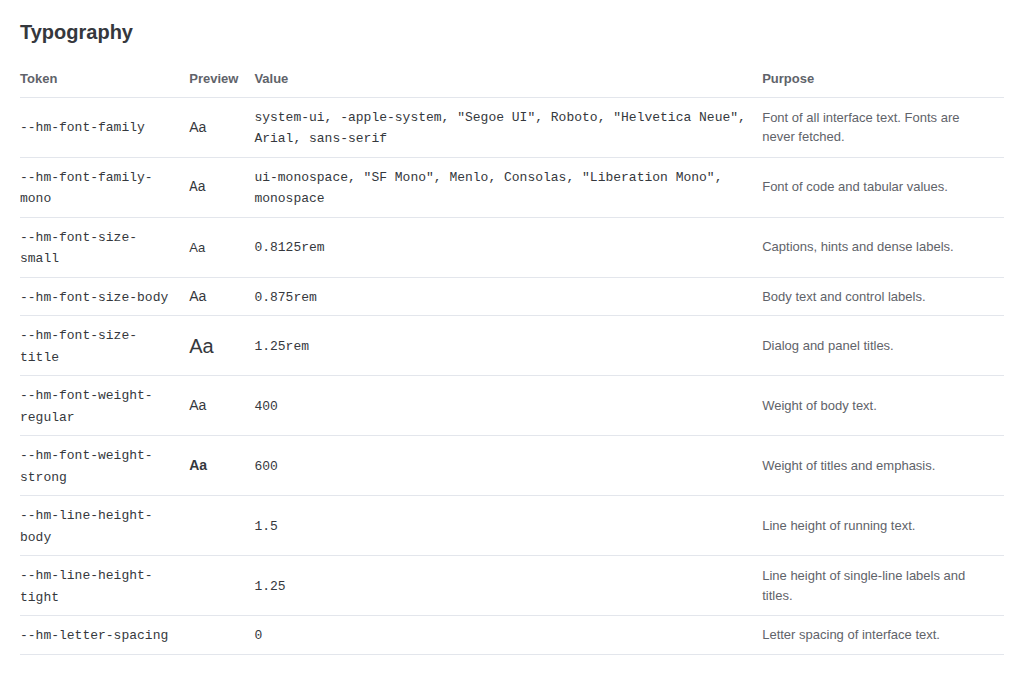 Typography
Token Preview Value Purpose
--hm-font-family Aa system-ui, -apple-system, "Segoe UI", Roboto, "Helvetica Neue", Arial, sans-serif Font of all interface text. Fonts are never fetched.
--hm-font-family-mono Aa ui-monospace, "SF Mono", Menlo, Consolas, "Liberation Mono", monospace Font of code and tabular values.
--hm-font-size-small Aa 0.8125rem Captions, hints and dense labels.
--hm-font-size-body Aa 0.875rem Body text and control labels.
--hm-font-size-title Aa 1.25rem Dialog and panel titles.
--hm-font-weight-regular Aa 400 Weight of body text.
--hm-font-weight-strong Aa 600 Weight of titles and emphasis.
--hm-line-height-body 1.5 Line height of running text.
--hm-line-height-tight 1.25 Line height of single-line labels and titles.
--hm-letter-spacing 0 Letter spacing of interface text.